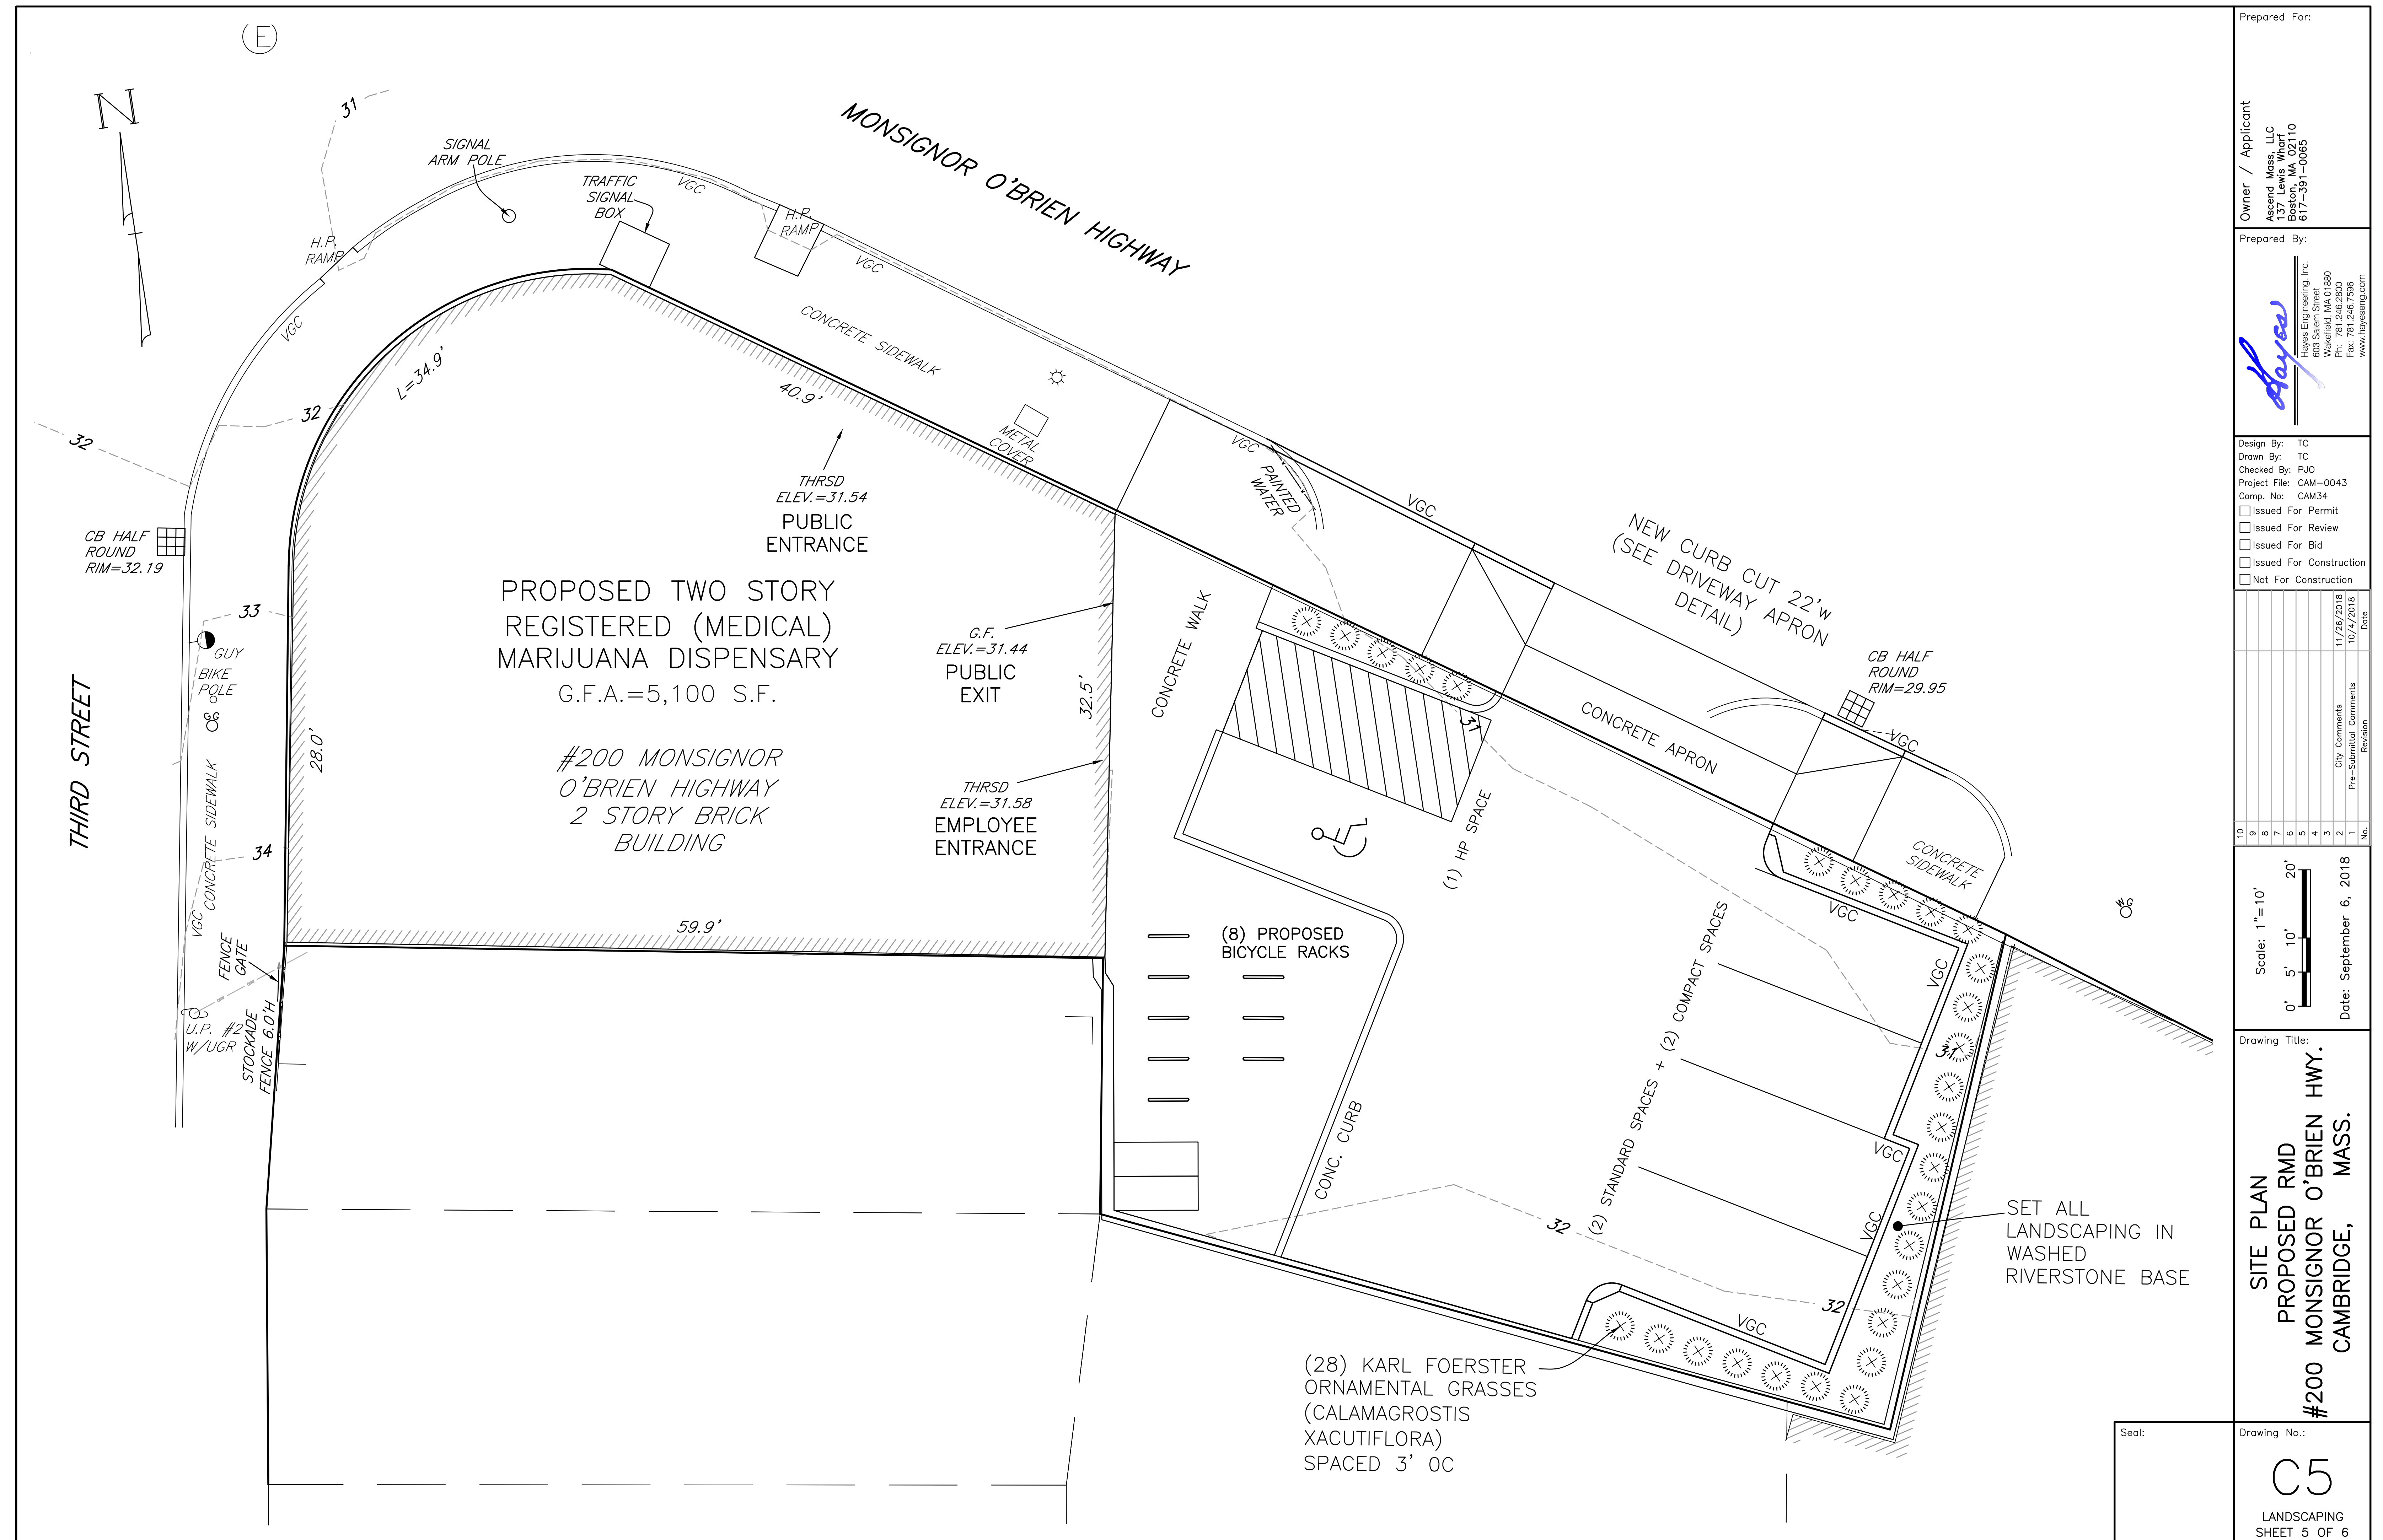 E
N
31
SIGNAL
ARM POLE
TRAFFIC
SIGNAL
BOX
VGC
H.P.
RAMP
H.P.
RAMP
VGC
VGC
MONSIGNOR O'BRIEN HIGHWAY
CONCRETE SIDEWALK
L=34.9'
40.9'
32
32
METAL
COVER
VGC
PAINTED
WATER
VGC
THRSD
ELEV.=31.54
PUBLIC
ENTRANCE
CB HALF
ROUND
RIM=32.19
NEW CURB CUT 22'w
(SEE DRIVEWAY APRON
DETAIL)
PROPOSED TWO STORY
REGISTERED (MEDICAL)
MARIJUANA DISPENSARY
G.F.A.=5,100 S.F.
#200 MONSIGNOR
O'BRIEN HIGHWAY
2 STORY BRICK
BUILDING
33
GUY
BIKE
POLE
GG
G.F.
ELEV.=31.44
PUBLIC
EXIT
32.5'
CONCRETE WALK
31
CB HALF
ROUND
RIM=29.95
CONCRETE APRON
VGC
THIRD STREET
28.0'
CONCRETE SIDEWALK
34
VGC
THRSD
ELEV.=31.58
EMPLOYEE
ENTRANCE
(1) HP SPACE
CONCRETE
SIDEWALK
VGC
WG
59.9'
FENCE
GATE
(8) PROPOSED
BICYCLE RACKS
(2) STANDARD SPACES + (2) COMPACT SPACES
VGC
U.P. #2
W/UGR
STOCKADE
FENCE 6.0'H
31
CONC. CURB
VGC
32
VGC
SET ALL
LANDSCAPING IN
WASHED
RIVERSTONE BASE
32
VGC
(28) KARL FOERSTER
ORNAMENTAL GRASSES
(CALAMAGROSTIS
XACUTIFLORA)
SPACED 3' OC
Prepared For:
Owner / Applicant
Ascend Mass, LLC
137 Lewis Wharf
Boston, MA 02110
617-391-0065
Prepared By:
Hayes
Hayes Engineering, Inc.
603 Salem Street
Wakefield, MA 01880
Ph: 781.246.2800
Fax: 781.246.7596
www.hayeseng.com
Design By: TC
Drawn By: TC
Checked By: PJO
Project File: CAM-0043
Comp. No: CAM34
Issued For Permit
Issued For Review
Issued For Bid
Issued For Construction
Not For Construction
10
9
8
7
6
5
4
3
2 City Comments 11/26/2018
1 Pre-Submittal Comments 10/4/2018
No. Revision Date
Scale: 1"=10'
0' 5' 10' 20'
Date: September 6, 2018
Drawing Title:
SITE PLAN
PROPOSED RMD
#200 MONSIGNOR O'BRIEN HWY.
CAMBRIDGE, MASS.
Seal:
Drawing No.:
C5
LANDSCAPING
SHEET 5 OF 6